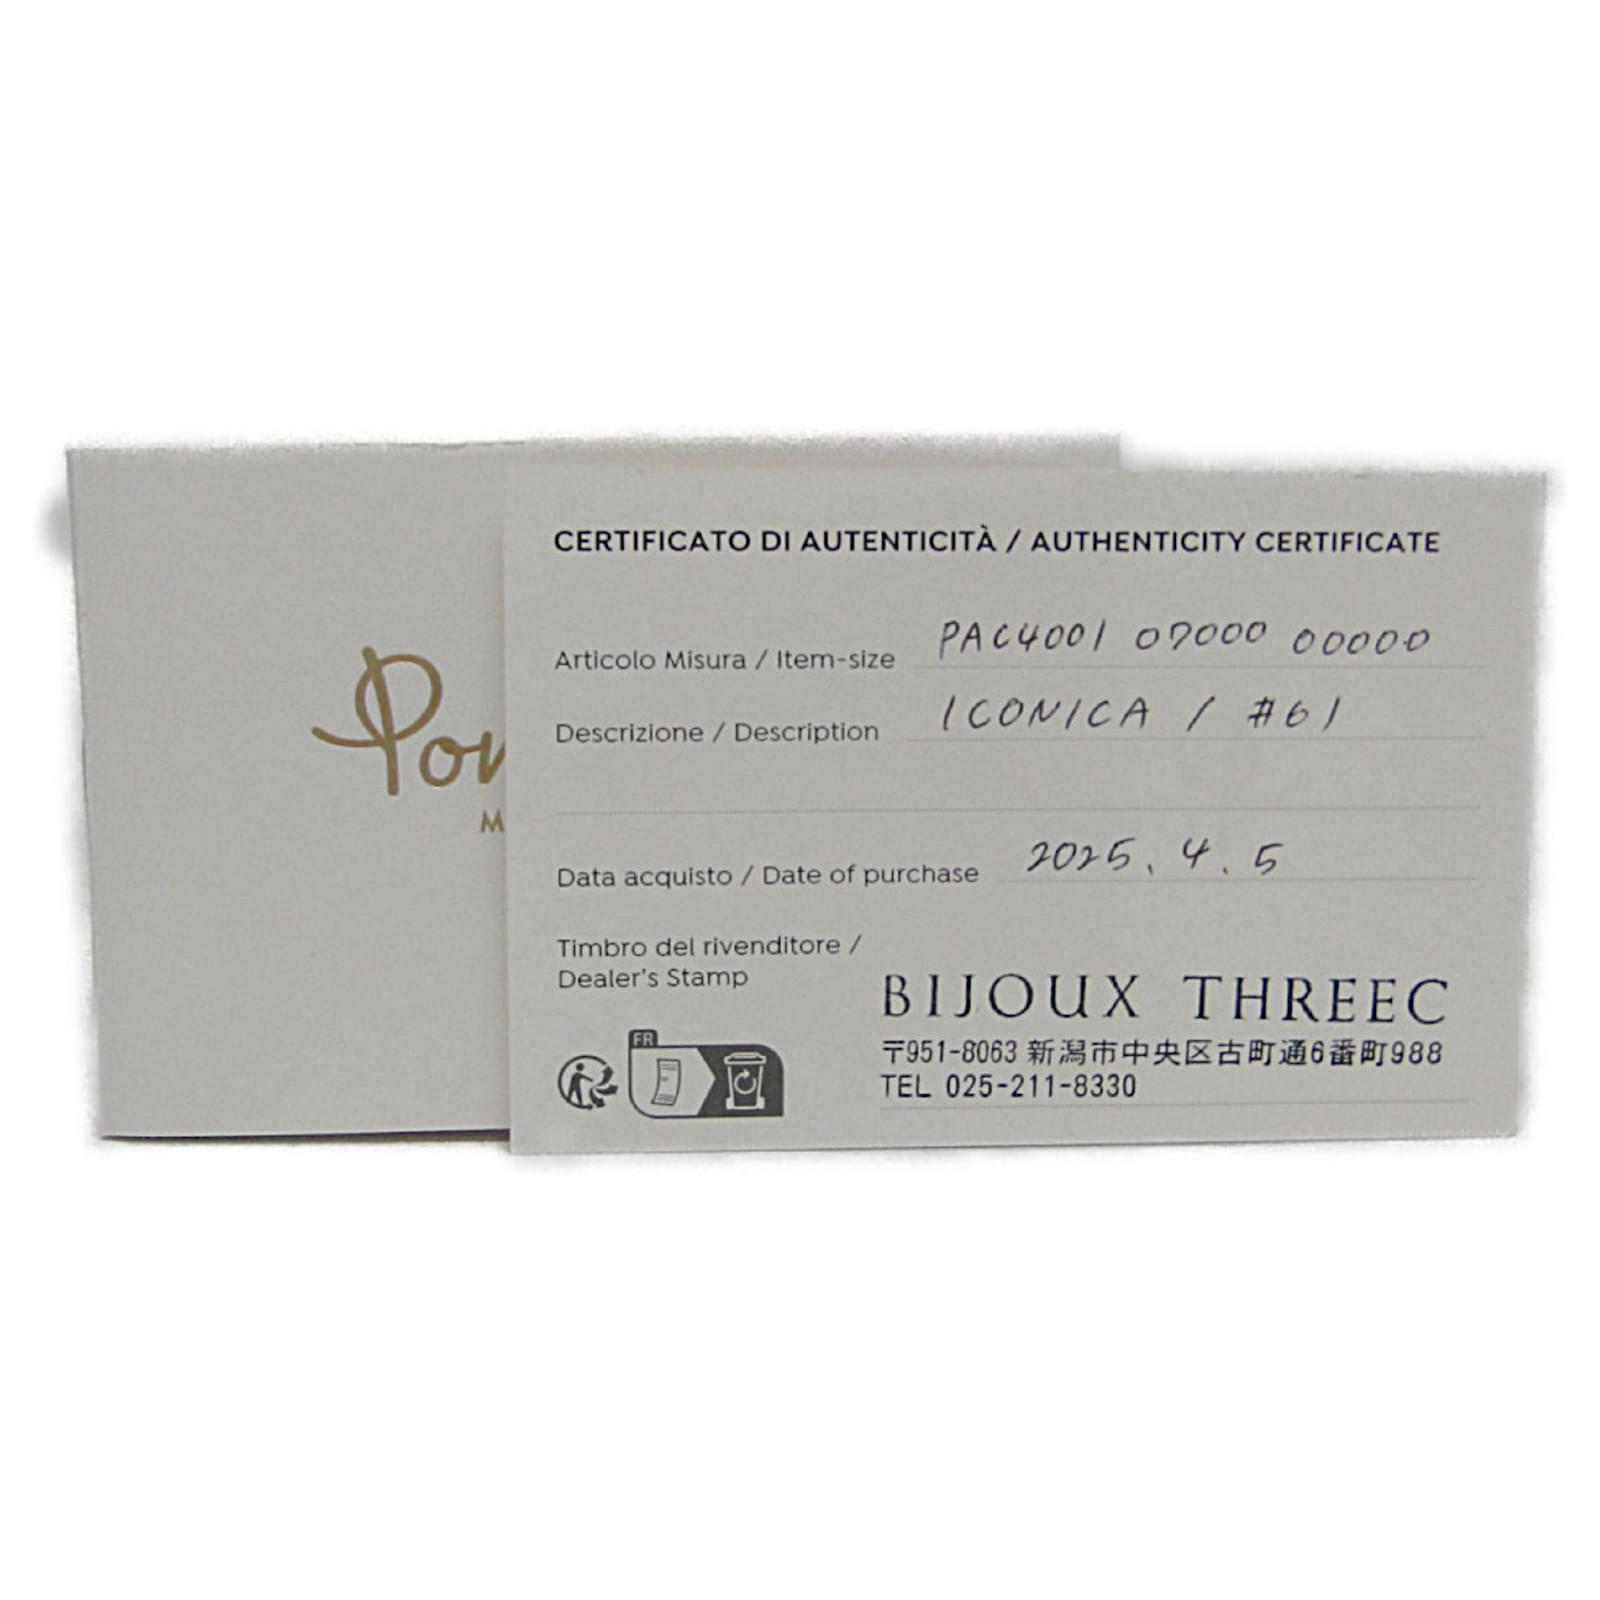 Pom
M
CERTIFICATO DI AUTENTICITÀ / AUTHENTICITY CERTIFICATE
Articolo Misura / Item-size PAC4001 07000 00000
Descrizione / Description ICONICA / #61
Data acquisto / Date of purchase 2025. 4. 5
Timbro del rivenditore /
Dealer's Stamp
BIJOUX THREEC
〒951-8063 新潟市中央区古町通6番町988
TEL 025-211-8330
FR